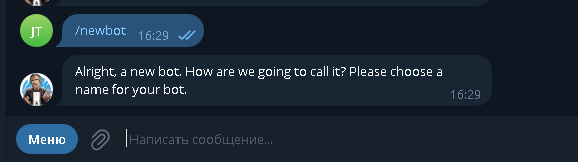 JT
/newbot
16:29
Alright, a new bot. How are we going to call it? Please choose a
name for your bot.
16:29
Меню
Написать сообщение...